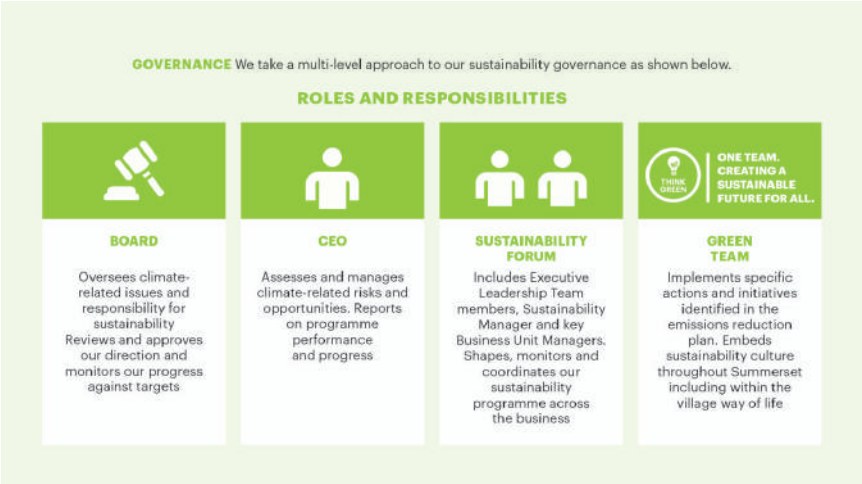 GOVERNANCE We take a multi-level approach to our sustainability governance as shown below.
ROLES AND RESPONSIBILITIES
THINK
GREEN
ONE TEAM.
CREATING A
SUSTAINABLE
FUTURE FOR ALL.
BOARD
Oversees climate-
related issues and
responsibility for
sustainability
Reviews and approves
our direction and
monitors our progress
against targets
CEO
Assesses and manages
climate-related risks and
opportunities. Reports
on programme
performance
and progress
SUSTAINABILITY
FORUM
Includes Executive
Leadership Team
members, Sustainability
Manager and key
Business Unit Managers.
Shapes, monitors and
coordinates our
sustainability
programme across
the business
GREEN
TEAM
Implements specific
actions and initiatives
identified in the
emissions reduction
plan. Embeds
sustainability culture
throughout Summerset
including within the
village way of life